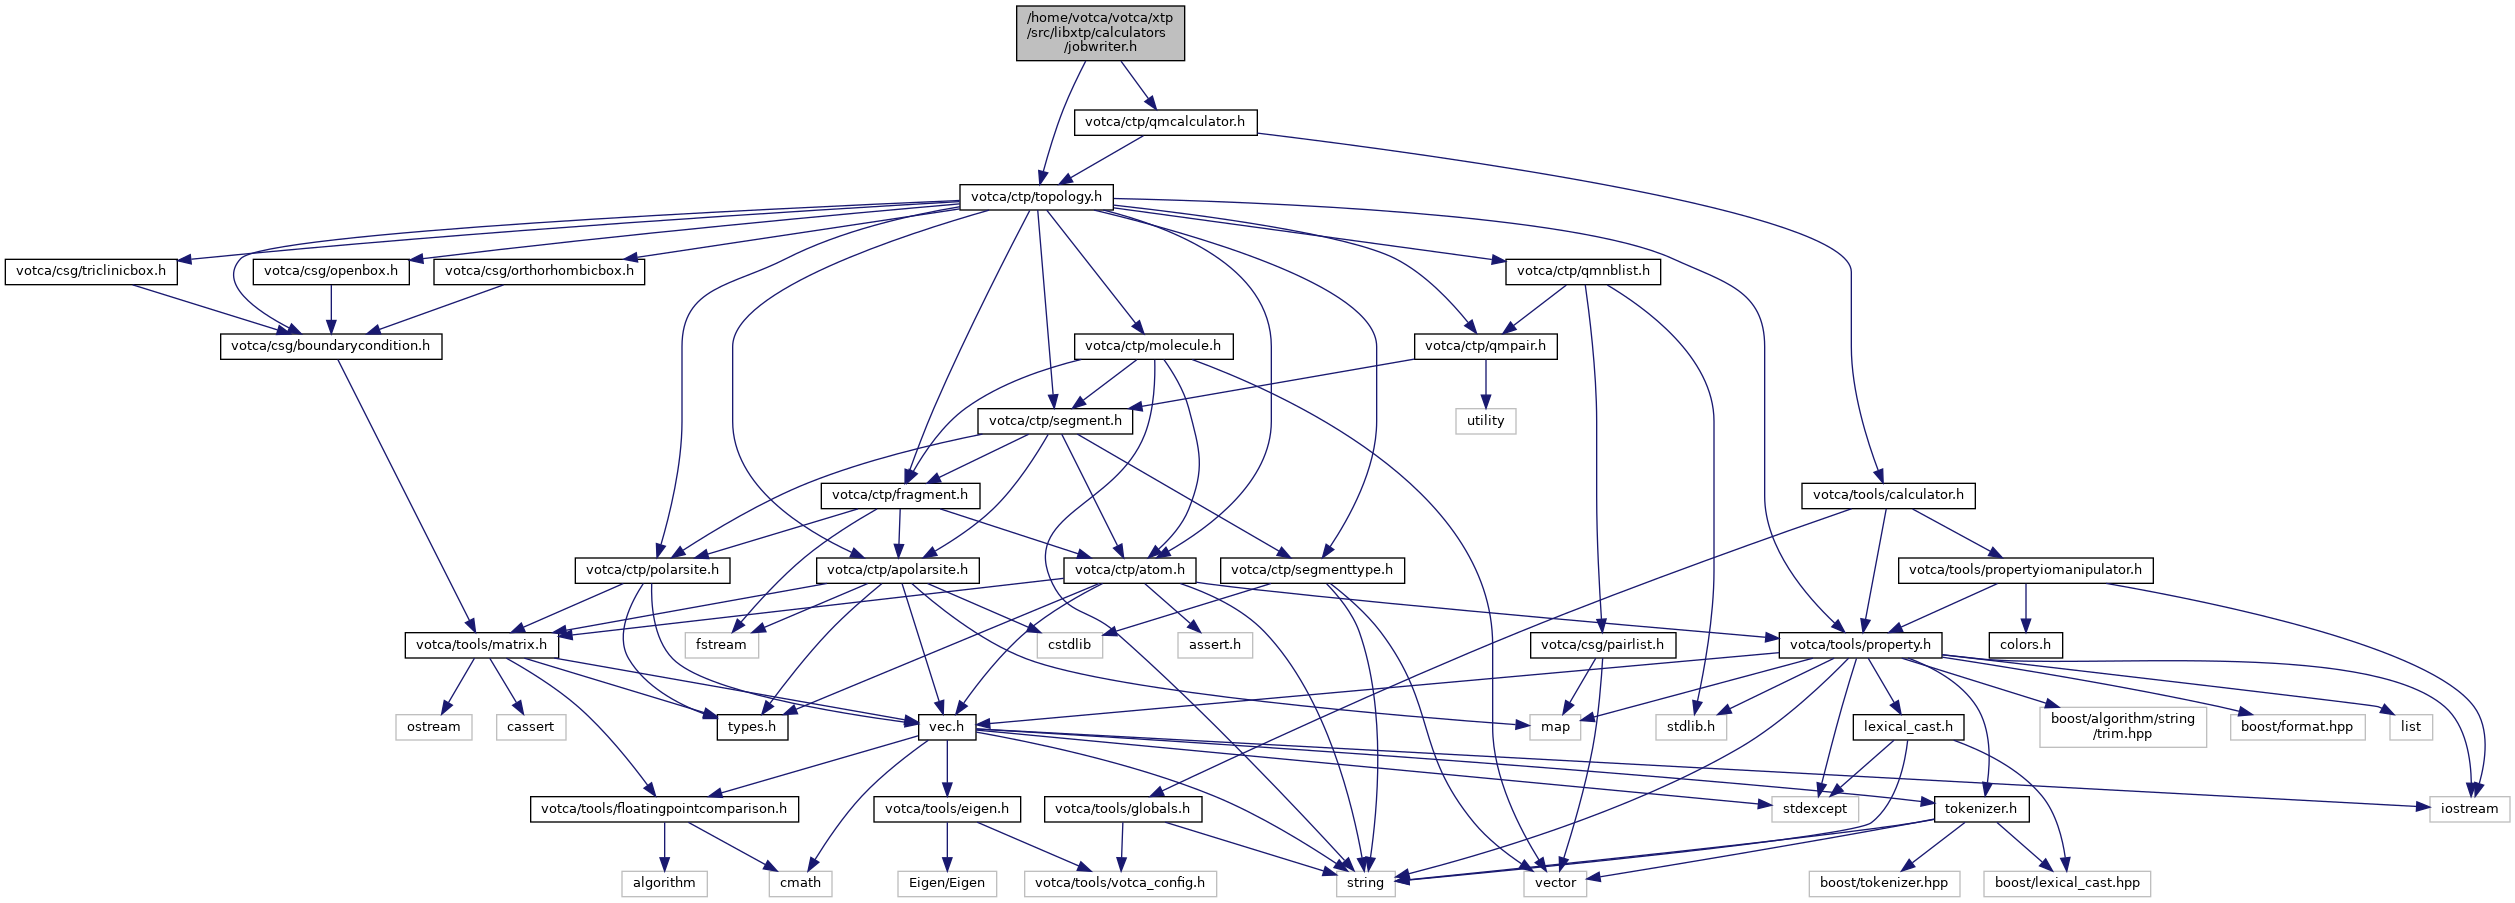 /home/votca/votca/xtp
/src/libxtp/calculators
/jobwriter.h
votca/ctp/qmcalculator.h
votca/ctp/topology.h
votca/csg/triclinicbox.h
votca/csg/openbox.h
votca/csg/orthorhombicbox.h
votca/ctp/qmnblist.h
votca/csg/boundarycondition.h
votca/ctp/molecule.h
votca/ctp/qmpair.h
votca/ctp/segment.h
utility
votca/ctp/fragment.h
votca/tools/calculator.h
votca/ctp/polarsite.h
votca/ctp/apolarsite.h
votca/ctp/atom.h
votca/ctp/segmenttype.h
votca/tools/propertyiomanipulator.h
votca/tools/matrix.h
fstream
cstdlib
assert.h
votca/csg/pairlist.h
votca/tools/property.h
colors.h
ostream
cassert
types.h
vec.h
map
stdlib.h
lexical_cast.h
boost/algorithm/string
/trim.hpp
boost/format.hpp
list
votca/tools/floatingpointcomparison.h
votca/tools/eigen.h
votca/tools/globals.h
stdexcept
tokenizer.h
iostream
algorithm
cmath
Eigen/Eigen
votca/tools/votca_config.h
string
vector
boost/tokenizer.hpp
boost/lexical_cast.hpp